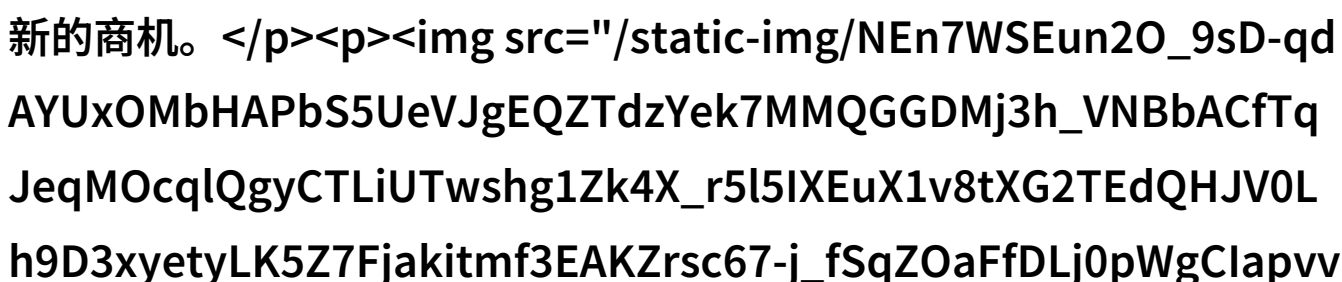 新的商机。</p><p><img src="/static-img/NEn7WSEun2O_9sD-qd
AYUxOMbHAPbS5UeVJgEQZTdzYek7MMQGGDMj3h_VNBbACfTq
JeqMOcqlQgyCTLiUTwshg1Zk4X_r5l5IXEuX1v8tXG2TEdQHJV0L
h9D3xyetyLK5Z7Fjakitmf3EAKZrsc67-j_fSqZOaFfDLj0pWgCIapvv